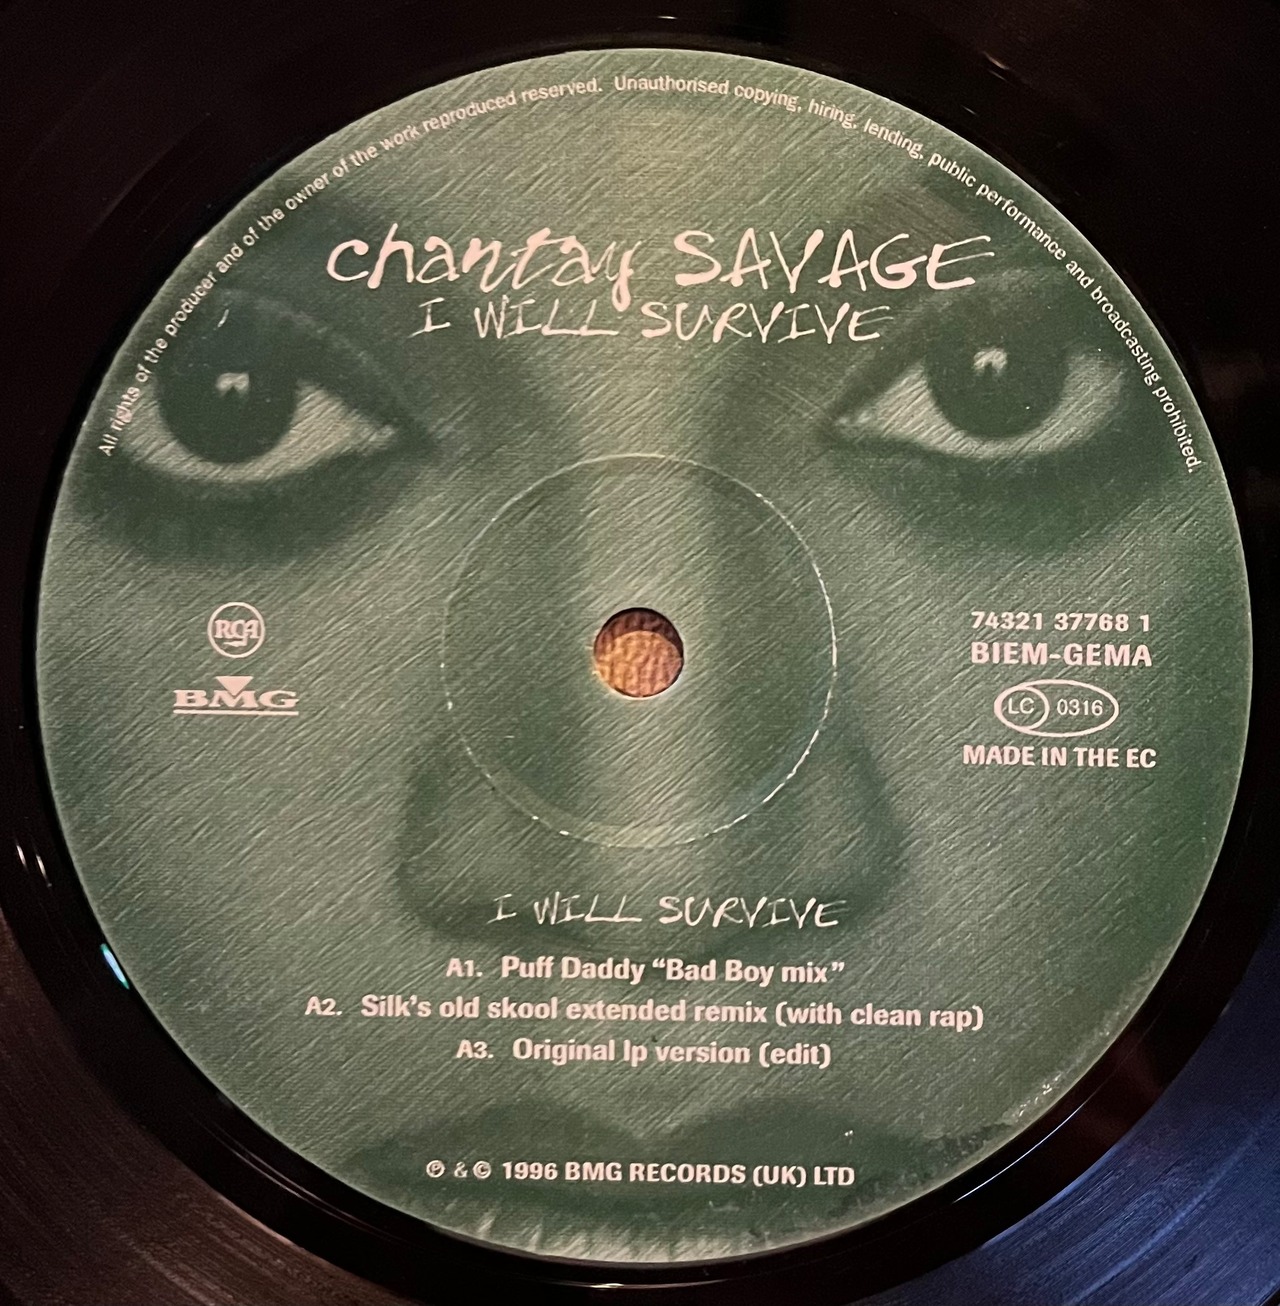 All rights of the producer and of the owner of the work reproduced reserved. Unauthorised copying, hiring, lending, public performance and broadcasting prohibited.
chantay SAVAGE
I WILL SURVIVE
RCA
BMG
74321 37768 1
BIEM-GEMA
LC 0316
MADE IN THE EC
I WILL SURVIVE
A1. Puff Daddy “Bad Boy mix”
A2. Silk's old skool extended remix (with clean rap)
A3. Original lp version (edit)
℗ & © 1996 BMG RECORDS (UK) LTD